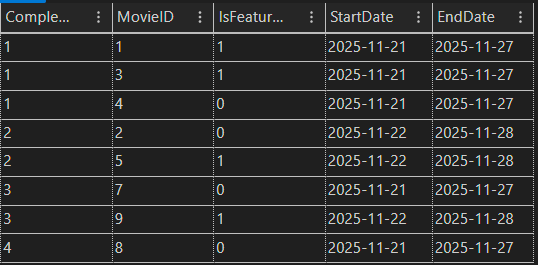 Comple... MovieID IsFeatur... StartDate EndDate
1 1 1 2025-11-21 2025-11-27
1 3 1 2025-11-21 2025-11-27
1 4 0 2025-11-21 2025-11-27
2 2 0 2025-11-22 2025-11-28
2 5 1 2025-11-22 2025-11-28
3 7 0 2025-11-21 2025-11-27
3 9 1 2025-11-22 2025-11-28
4 8 0 2025-11-21 2025-11-27